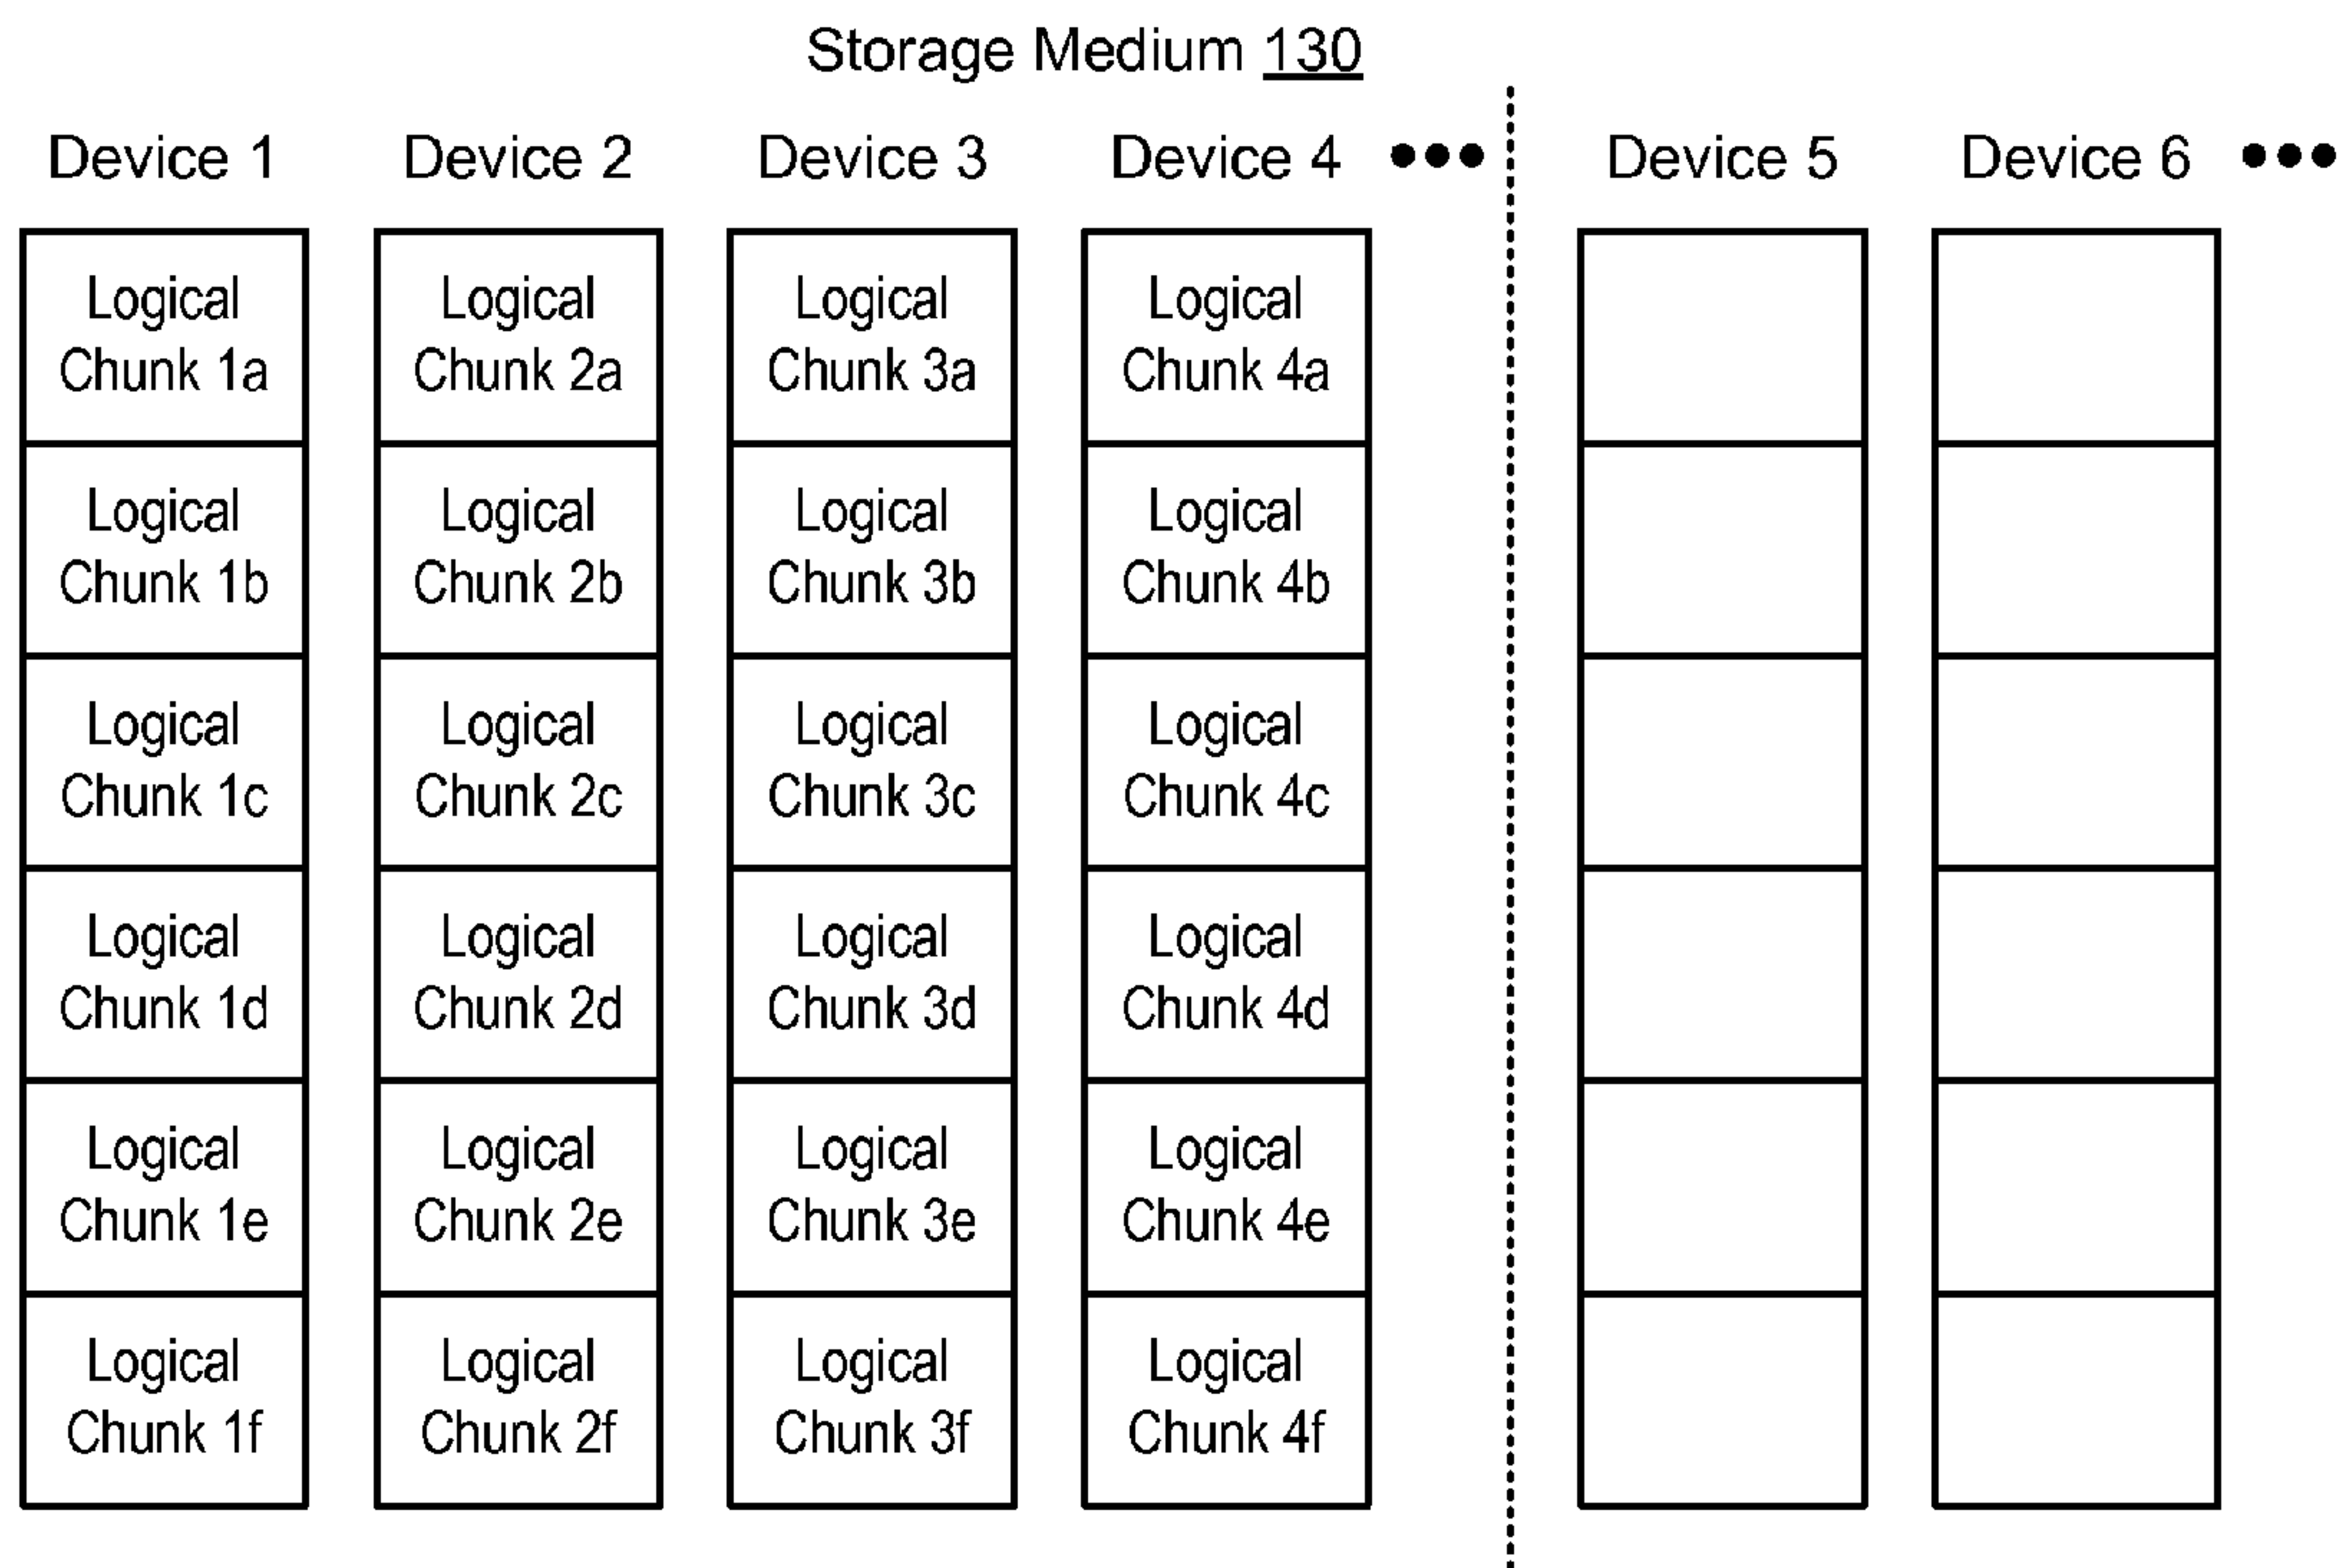 Storage Medium 130
Device 1 Device 2 Device 3 Device 4 ••• Device 5 Device 6 •••
Logical Logical Logical Logical
Chunk 1a Chunk 2a Chunk 3a Chunk 4a
Logical Logical Logical Logical
Chunk 1b Chunk 2b Chunk 3b Chunk 4b
Logical Logical Logical Logical
Chunk 1c Chunk 2c Chunk 3c Chunk 4c
Logical Logical Logical Logical
Chunk 1d Chunk 2d Chunk 3d Chunk 4d
Logical Logical Logical Logical
Chunk 1e Chunk 2e Chunk 3e Chunk 4e
Logical Logical Logical Logical
Chunk 1f Chunk 2f Chunk 3f Chunk 4f